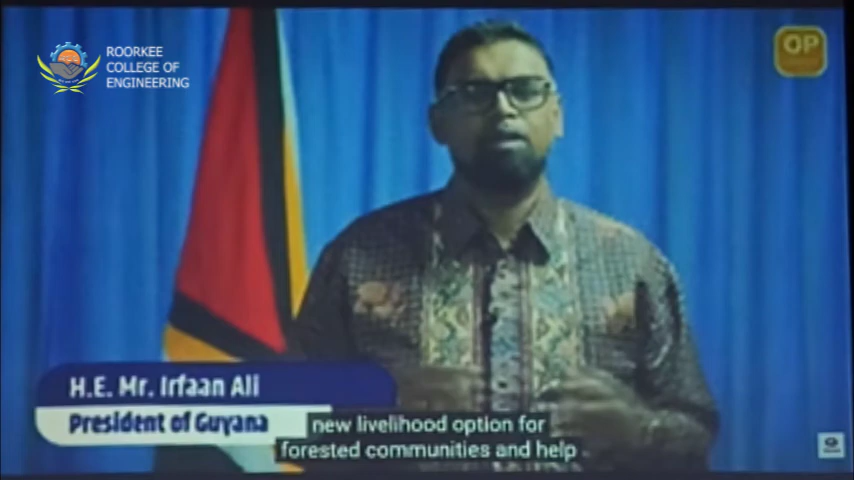 ROORKEE
COLLEGE OF
ENGINEERING
OP
H.E. Mr. Irfaan Ali
President of Guyana
new livelihood option for
forested communities and help